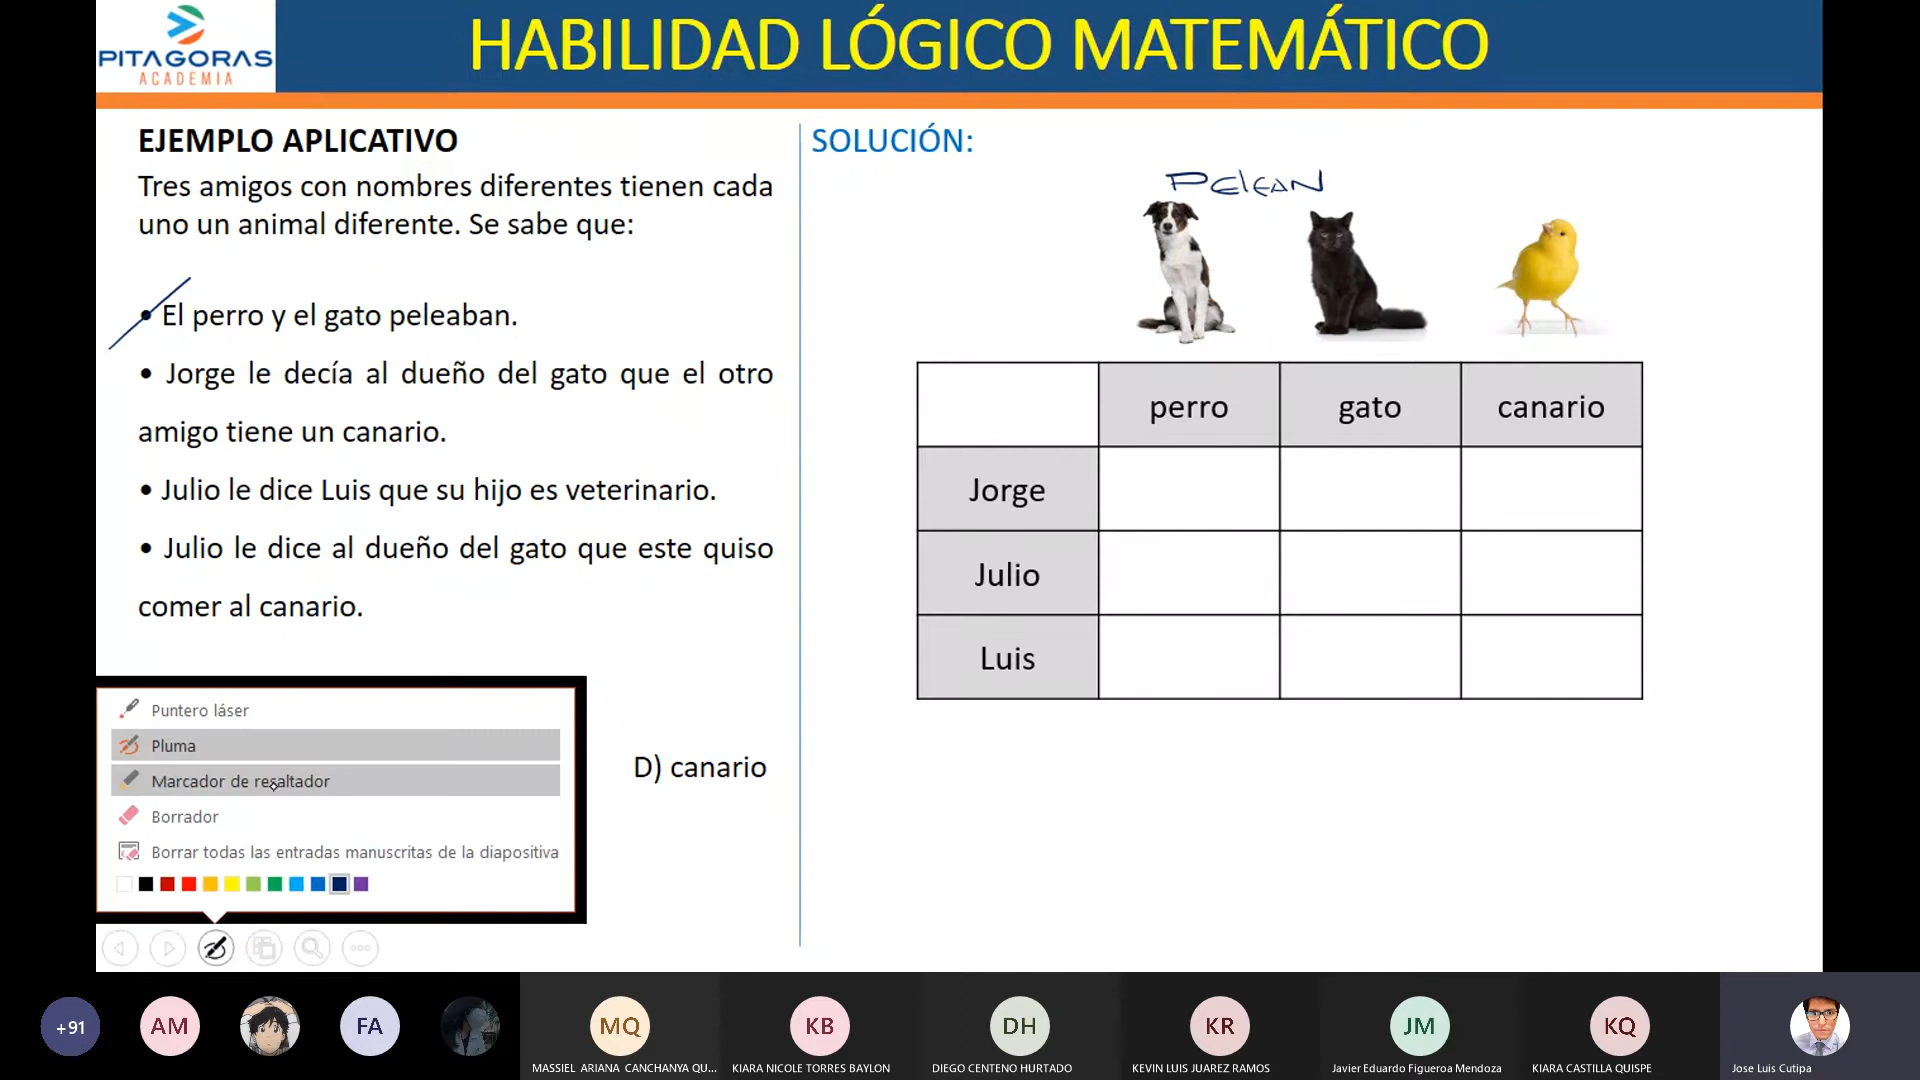 PITAGORAS
ACADEMIA
HABILIDAD LÓGICO MATEMÁTICO
EJEMPLO APLICATIVO
Tres amigos con nombres diferentes tienen cada
uno un animal diferente. Se sabe que:
• El perro y el gato peleaban.
• Jorge le decía al dueño del gato que el otro
amigo tiene un canario.
• Julio le dice Luis que su hijo es veterinario.
• Julio le dice al dueño del gato que este quiso
comer al canario.
D) canario
Puntero láser
Pluma
Marcador de resaltador
Borrador
Borrar todas las entradas manuscritas de la diapositiva
SOLUCIÓN:
PELEAN
perro gato canario
Jorge
Julio
Luis
+91 AM FA MQ KB DH KR JM KQ
MASSIEL ARIANA CANCHANYA QU... KIARA NICOLE TORRES BAYLON DIEGO CENTENO HURTADO KEVIN LUIS JUAREZ RAMOS Javier Eduardo Figueroa Mendoza KIARA CASTILLA QUISPE Jose Luis Cutipa